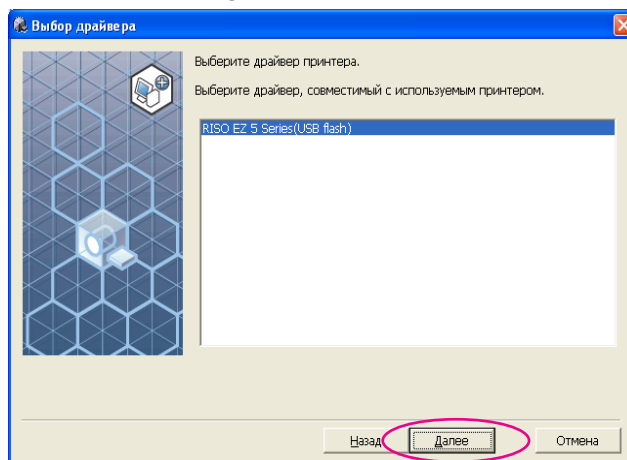 Выбор драйвера
Выберите драйвер принтера.
Выберите драйвер, совместимый с используемым принтером.
RISO EZ 5 Series(USB flash)
Назад
Далее
Отмена